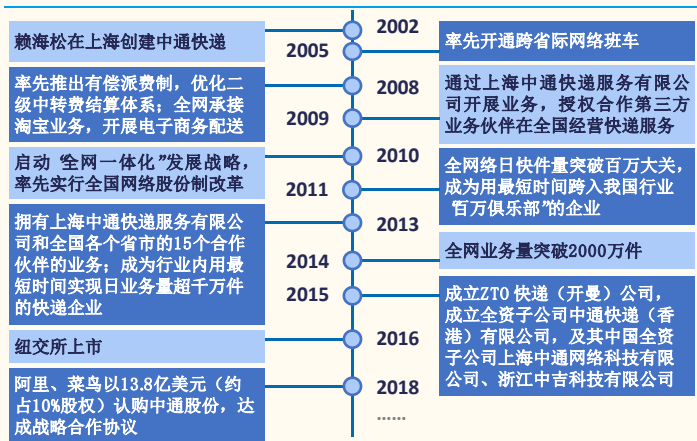 2002
赖海松在上海创建中通快递
2005
率先开通跨省际网络班车
2008
率先推出有偿派费制，优化二
级中转费结算体系；全网承接
淘宝业务，开展电子商务配送
2009
通过上海中通快递服务有限公
司开展业务，授权合作第三方
业务伙伴在全国经营快递服务
2010
启动“全网一体化”发展战略，
率先实行全国网络股份制改革
2011
全网络日快件量突破百万大关，
成为用最短时间跨入我国行业
“百万俱乐部”的企业
2013
拥有上海中通快递服务有限公
司和全国各个省市的15个合作
伙伴的业务；成为行业内用最
短时间实现日业务量超千万件
的快递企业
2014
全网业务量突破2000万件
2015
成立ZTO 快递（开曼）公司，
成立全资子公司中通快递（香
港）有限公司，及其中国全资
子公司上海中通网络科技有限
公司、浙江中吉科技有限公司
2016
纽交所上市
2018
阿里、菜鸟以13.8亿美元（约
占10%股权）认购中通股份，达
成战略合作协议
……